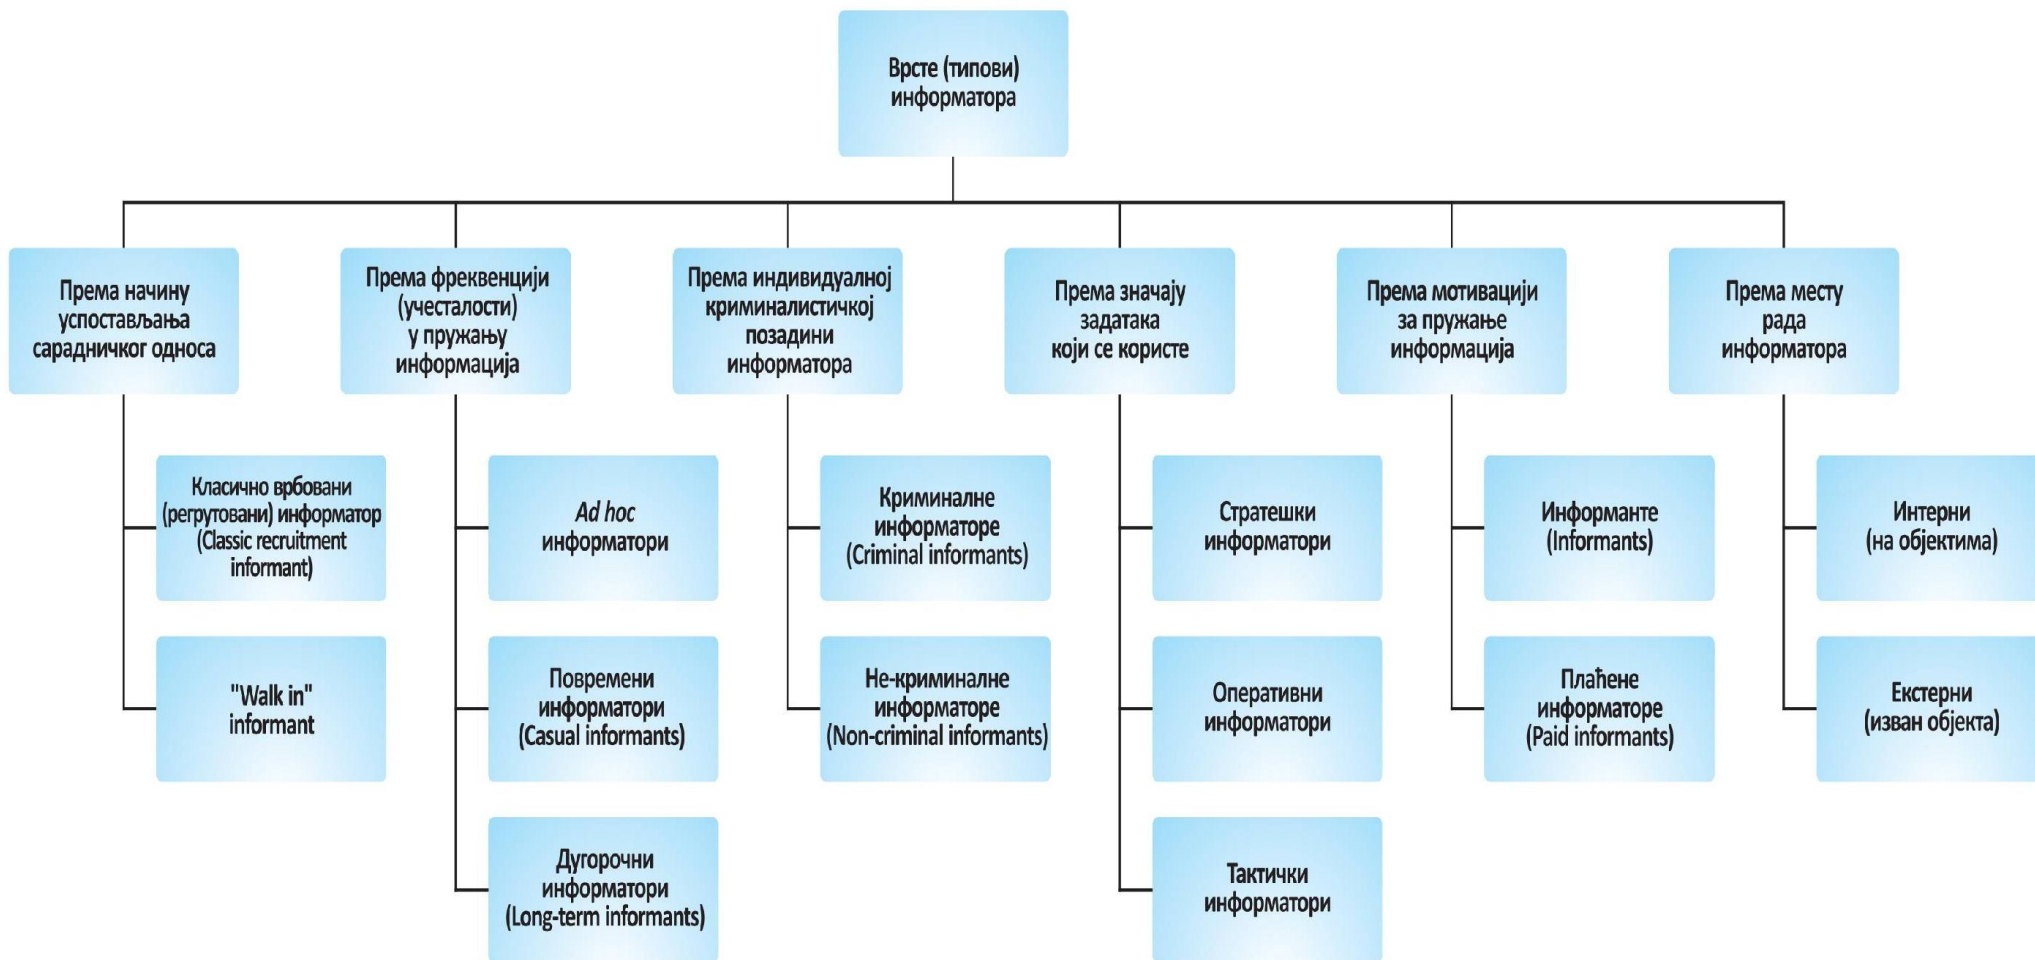 Врсте (типови)
информатора
Према начину
успостављања
сарадничког односа
Према фреквенцији
(учесталости)
у пружању
информација
Према индивидуалној
криминалистичкој
позадини
информатора
Према значају
задатака
који се користе
Према мотивацији
за пружање
информација
Према месту
рада
информатора
Класично врбовани
(регрутовани) информатор
(Classic recruitment
informant)
"Walk in"
informant
Ad hoc
информатори
Повремени
информатори
(Casual informants)
Дугорочни
информатори
(Long-term informants)
Криминалне
информаторе
(Criminal informants)
Не-криминалне
информаторе
(Non-criminal informants)
Стратешки
информатори
Оперативни
информатори
Тактички
информатори
Информанте
(Informants)
Плаћене
информаторе
(Paid informants)
Интерни
(на објектима)
Екстерни
(изван објекта)